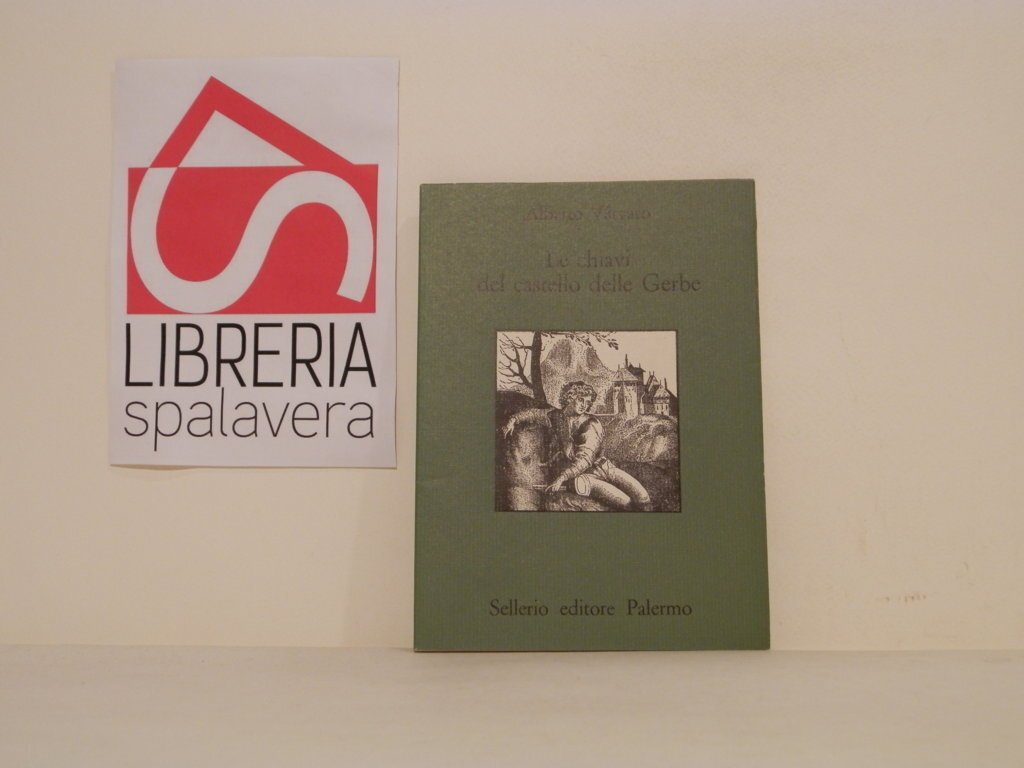 LIBRERIA
spalavera
Alberto Varvaro
Le chiavi
del castello delle Gerbe
Sellerio editore Palermo